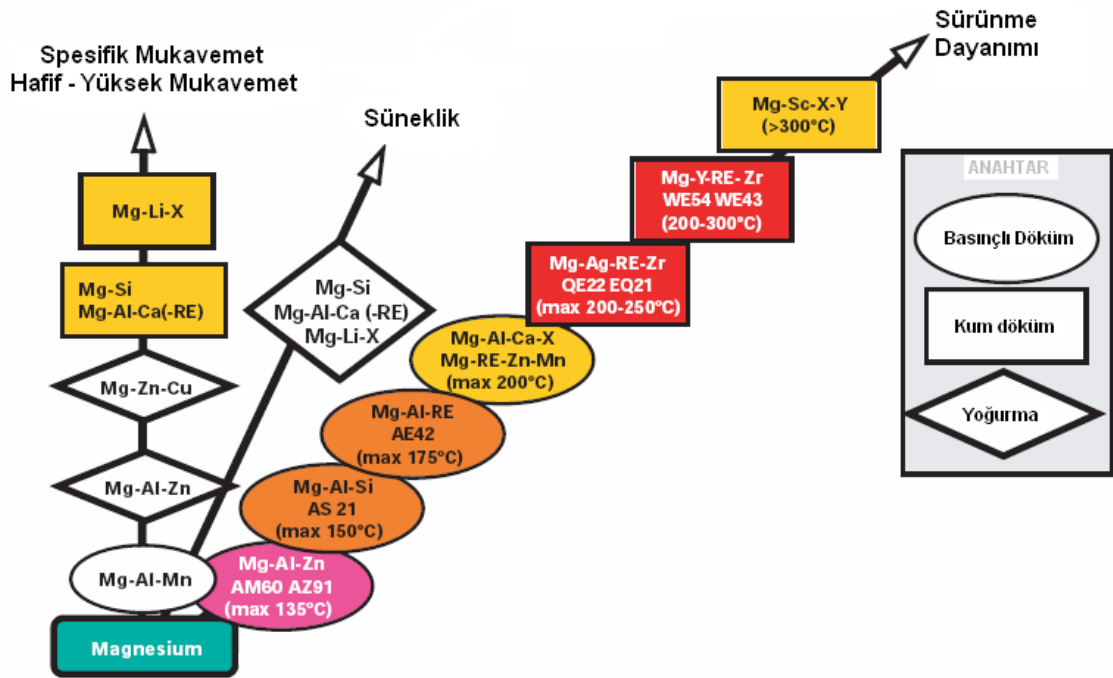 Spesifik Mukavemet
Hafif - Yüksek Mukavemet
Süneklik
Sürünme
Dayanımı
Mg-Li-X
Mg-Si
Mg-Al-Ca(-RE)
Mg-Zn-Cu
Mg-Al-Zn
Mg-Al-Mn
Magnesium
Mg-Si
Mg-Al-Ca (-RE)
Mg-Li-X
Mg-Al-Zn
AM60 AZ91
(max 135°C)
Mg-Al-Si
AS 21
(max 150°C)
Mg-Al-RE
AE42
(max 175°C)
Mg-Al-Ca-X
Mg-RE-Zn-Mn
(max 200°C)
Mg-Ag-RE-Zr
QE22 EQ21
(max 200-250°C)
Mg-Y-RE- Zr
WE54 WE43
(200-300°C)
Mg-Sc-X-Y
(>300°C)
ANAHTAR
Basınçlı Döküm
Kum döküm
Yoğurma